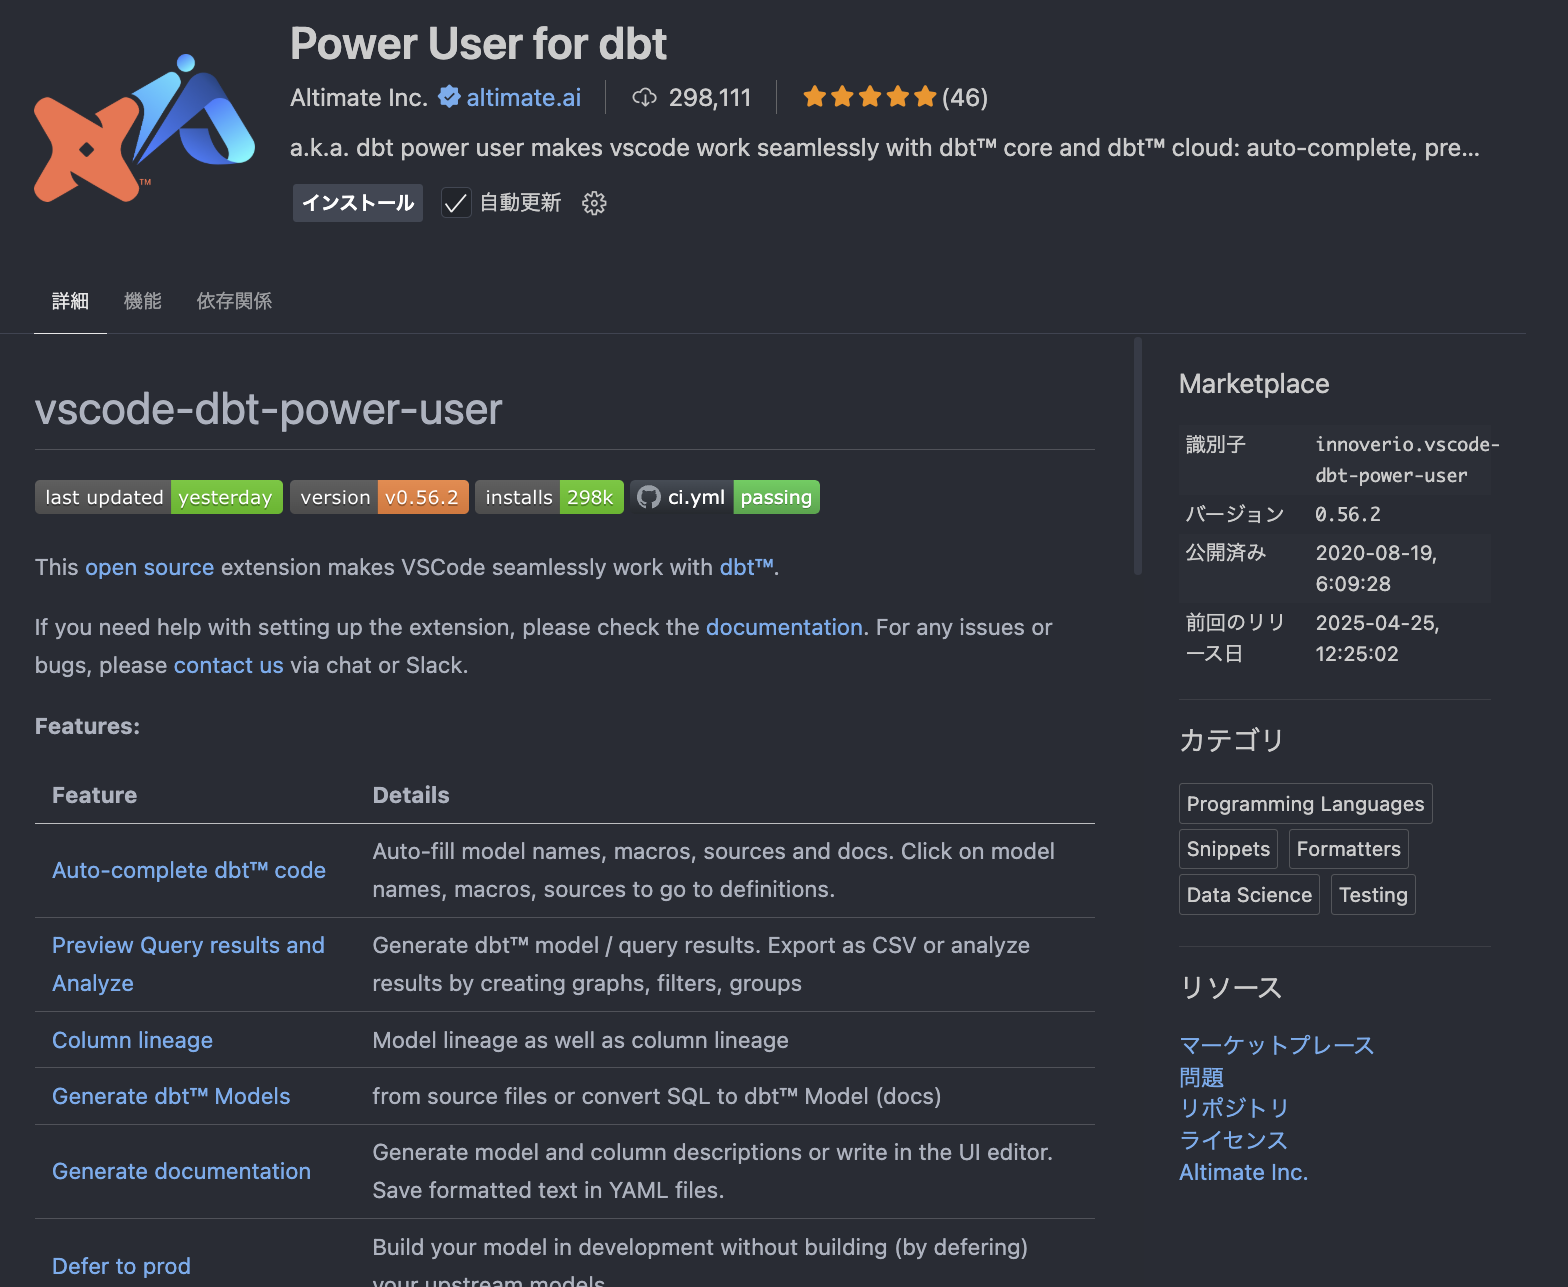 Power User for dbt
Altimate Inc. altimate.ai 298,111 (46)
a.k.a. dbt power user makes vscode work seamlessly with dbt™ core and dbt™ cloud: auto-complete, pre...
TM
インストール 自動更新
詳細 機能 依存関係
vscode-dbt-power-user
last updated yesterday version v0.56.2 installs 298k ci.yml passing
This open source extension makes VSCode seamlessly work with dbt™.
If you need help with setting up the extension, please check the documentation. For any issues or
bugs, please contact us via chat or Slack.
Features:
Feature Details
Auto-complete dbt™ code
Auto-fill model names, macros, sources and docs. Click on model
names, macros, sources to go to definitions.
Preview Query results and
Analyze
Generate dbt™ model / query results. Export as CSV or analyze
results by creating graphs, filters, groups
Column lineage Model lineage as well as column lineage
Generate dbt™ Models from source files or convert SQL to dbt™ Model (docs)
Generate documentation
Generate model and column descriptions or write in the UI editor.
Save formatted text in YAML files.
Defer to prod
Build your model in development without building (by defering)
your upstream models
Marketplace
識別子 innoverio.vscode-
dbt-power-user
バージョン 0.56.2
公開済み 2020-08-19,
6:09:28
前回のリリ 2025-04-25,
ース日 12:25:02
カテゴリ
Programming Languages
Snippets Formatters
Data Science Testing
リソース
マーケットプレース
問題
リポジトリ
ライセンス
Altimate Inc.